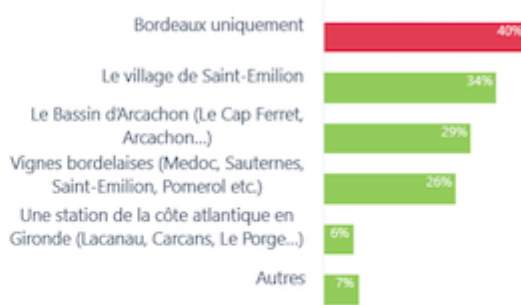 Bordeaux uniquement
40%
Le village de Saint-Emilion
34%
Le Bassin d'Arcachon (Le Cap Ferret,
Arcachon...)
29%
Vignes bordelaises (Medoc, Sauternes,
Saint-Emilion, Pomerol etc.)
26%
Une station de la côte atlantique en
Gironde (Lacanau, Carcans, Le Porge...)
6%
Autres
7%